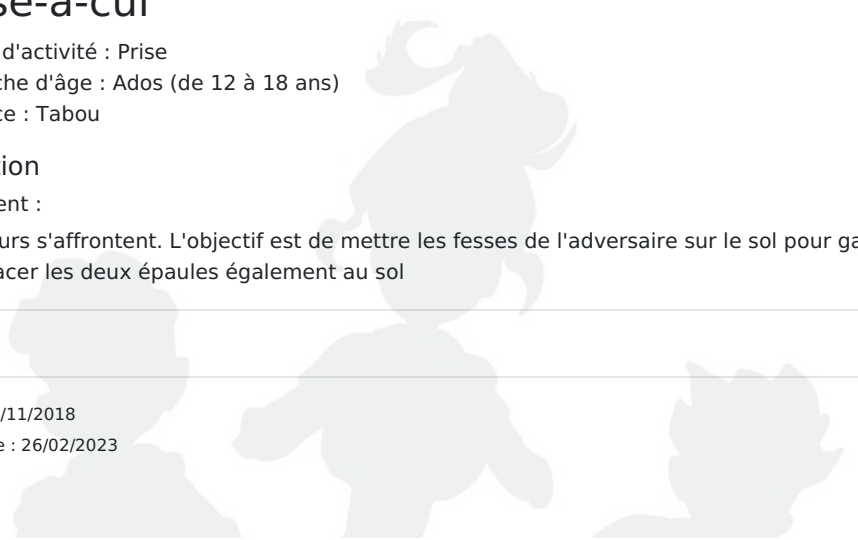 se-à-cul
d'activité : Prise
che d'âge : Ados (de 12 à 18 ans)
ce : Tabou
tion
ent :
urs s'affrontent. L'objectif est de mettre les fesses de l'adversaire sur le sol pour ga
acer les deux épaules également au sol
/11/2018
e : 26/02/2023